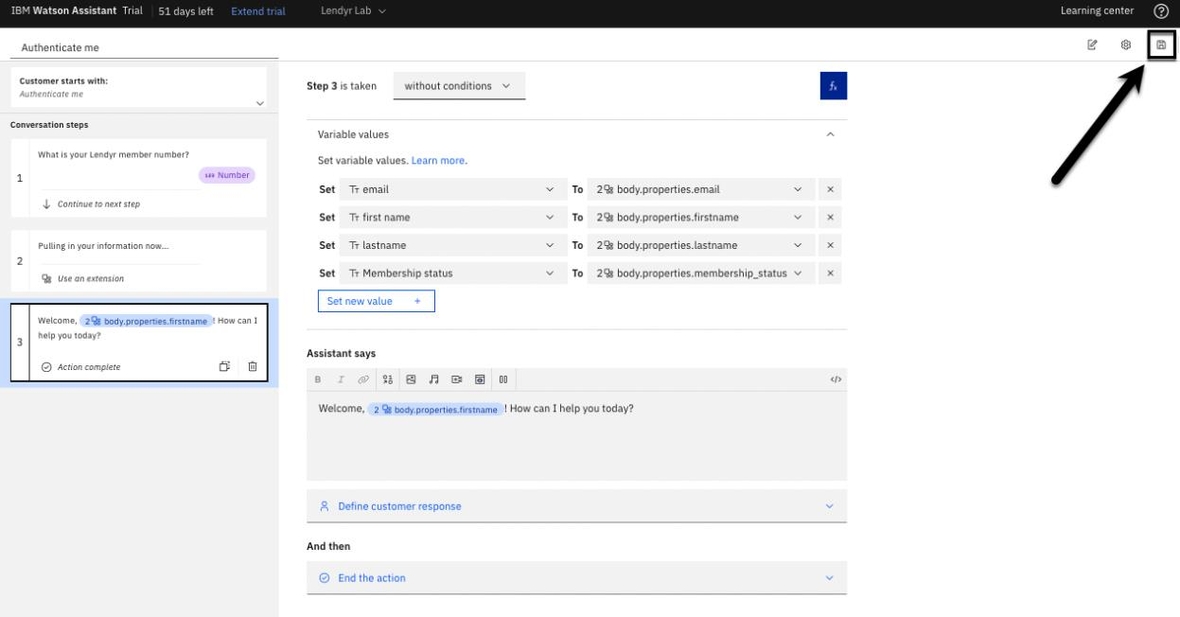 IBM Watson Assistant Trial 51 days left Extend trial Lendyr Lab Learning center
Authenticate me
Customer starts with:
Authenticate me
Conversation steps
1 What is your Lendyr member number?
Number
Continue to next step
2 Pulling in your information now...
Use an extension
3 Welcome, 2 body.properties.firstname ! How can I
help you today?
Action complete
Step 3 is taken without conditions fx
Variable values
Set variable values. Learn more.
Set Tт email To 2 body.properties.email
Set Tт first name To 2 body.properties.firstname
Set Tт lastname To 2 body.properties.lastname
Set Tт Membership status To 2 body.properties.membership_status
Set new value +
Assistant says
B I </>
Welcome, 2 body.properties.firstname ! How can I help you today?
Define customer response
And then
End the action